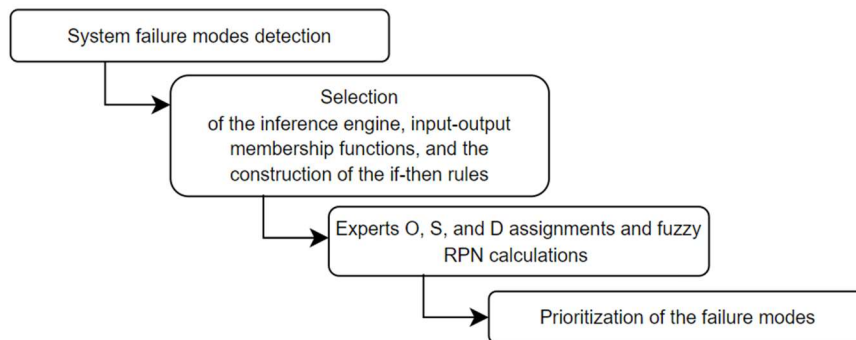 System failure modes detection
Selection
of the inference engine, input-output
membership functions, and the
construction of the if-then rules
Experts O, S, and D assignments and fuzzy
RPN calculations
Prioritization of the failure modes